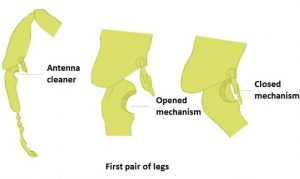 Antenna
cleaner
Opened
mechanism
Closed
mechanism
First pair of legs